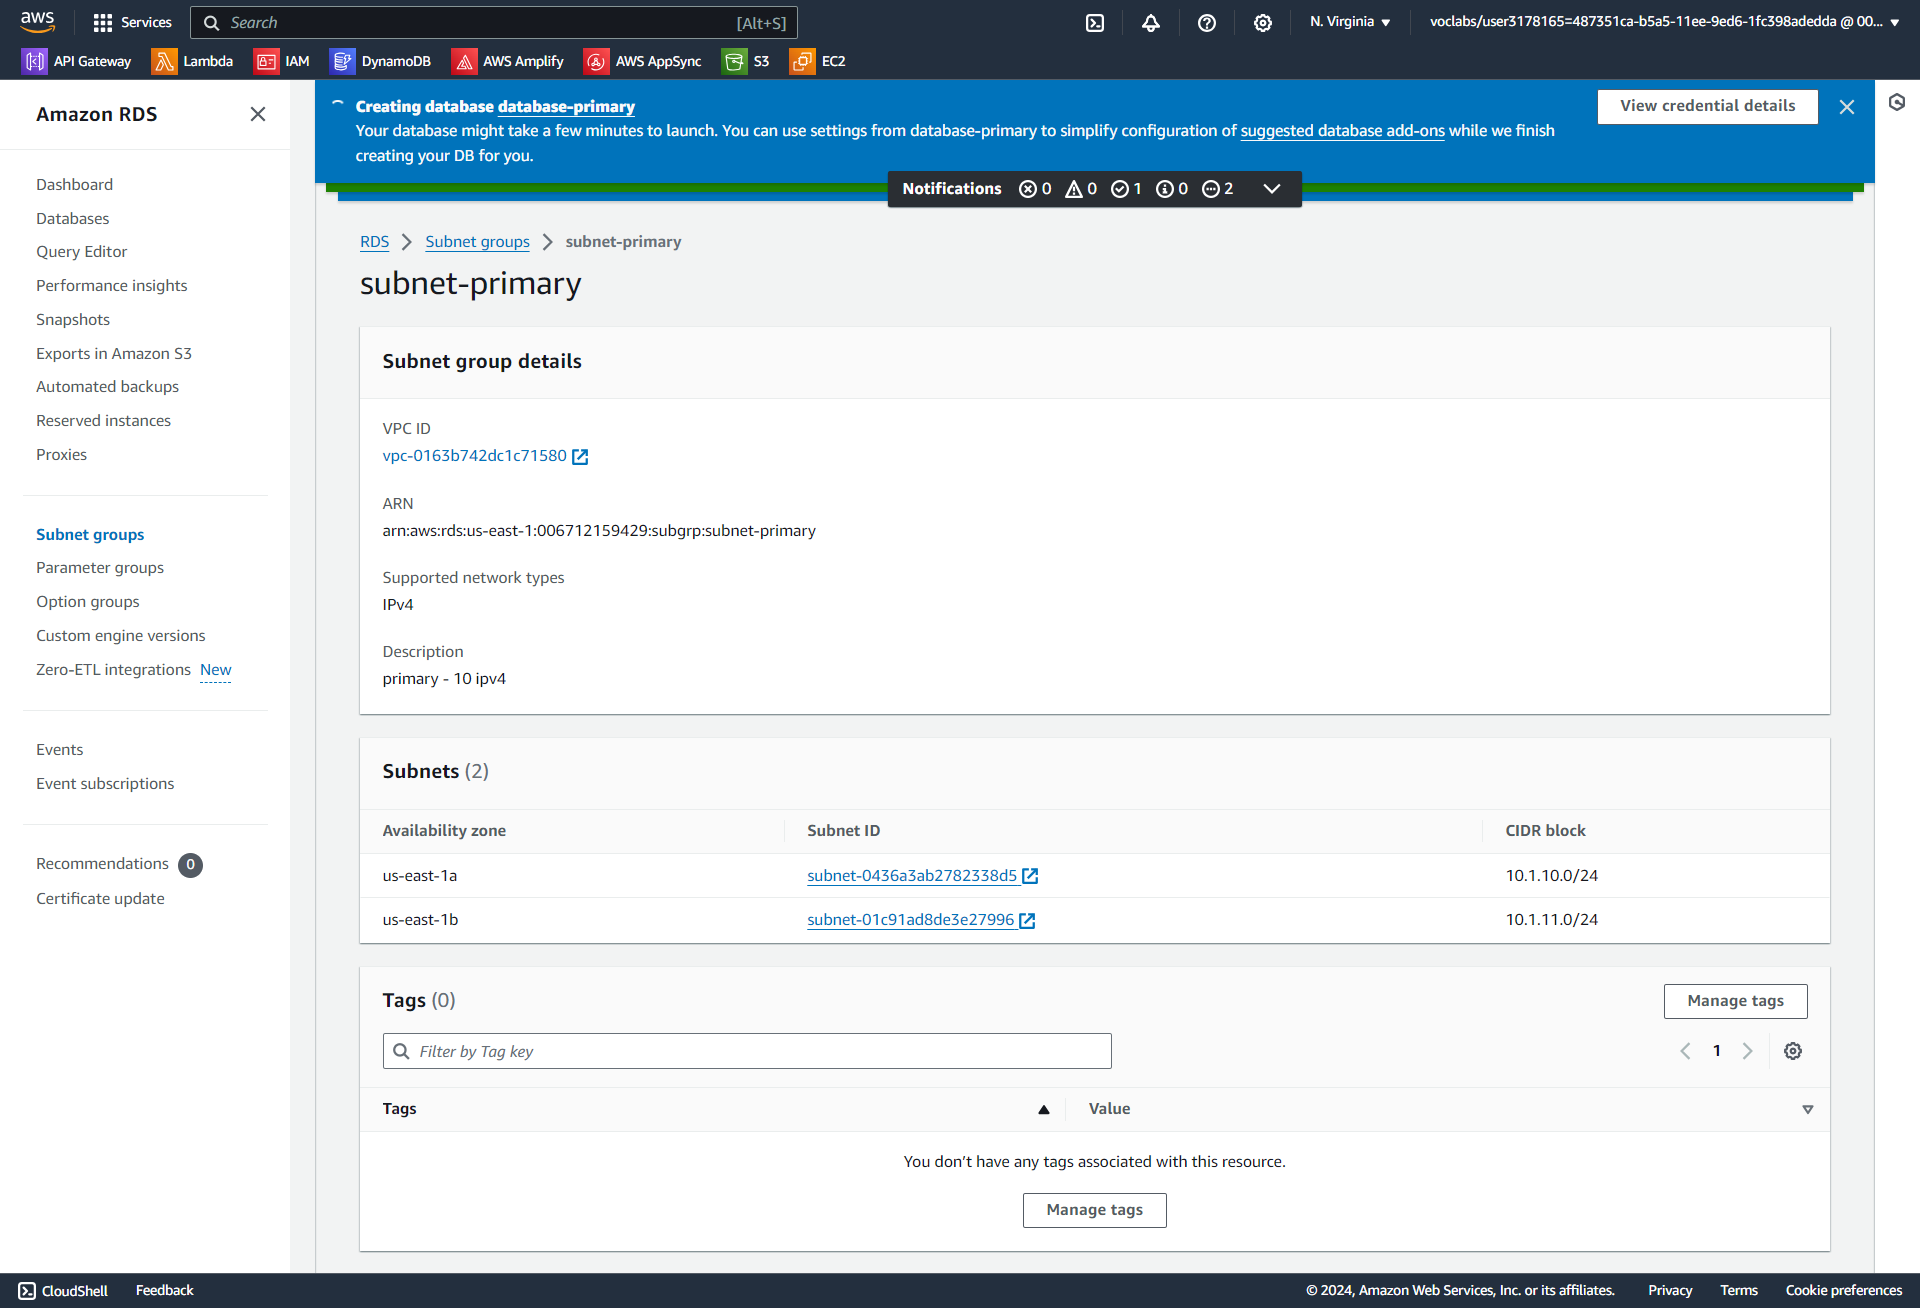 aws
Services
Search
[Alt+S]
N. Virginia
voclabs/user3178165=487351ca-b5a5-11ee-9ed6-1fc398adedda @ 00...
API Gateway
Lambda
IAM
DynamoDB
AWS Amplify
AWS AppSync
S3
EC2
Amazon RDS
Dashboard
Databases
Query Editor
Performance insights
Snapshots
Exports in Amazon S3
Automated backups
Reserved instances
Proxies
Subnet groups
Parameter groups
Option groups
Custom engine versions
Zero-ETL integrations New
Events
Event subscriptions
Recommendations 0
Certificate update
Creating database database-primary
Your database might take a few minutes to launch. You can use settings from database-primary to simplify configuration of suggested database add-ons while we finish
creating your DB for you.
View credential details
Notifications 0 0 1 0 2
RDS Subnet groups subnet-primary
subnet-primary
Subnet group details
VPC ID
vpc-0163b742dc1c71580
ARN
arn:aws:rds:us-east-1:006712159429:subgrp:subnet-primary
Supported network types
IPv4
Description
primary - 10 ipv4
Subnets (2)
Availability zone Subnet ID CIDR block
us-east-1a subnet-0436a3ab2782338d5 10.1.10.0/24
us-east-1b subnet-01c91ad8de3e27996 10.1.11.0/24
Tags (0)
Manage tags
Filter by Tag key
1
Tags Value
You don’t have any tags associated with this resource.
Manage tags
CloudShell
Feedback
© 2024, Amazon Web Services, Inc. or its affiliates.
Privacy
Terms
Cookie preferences